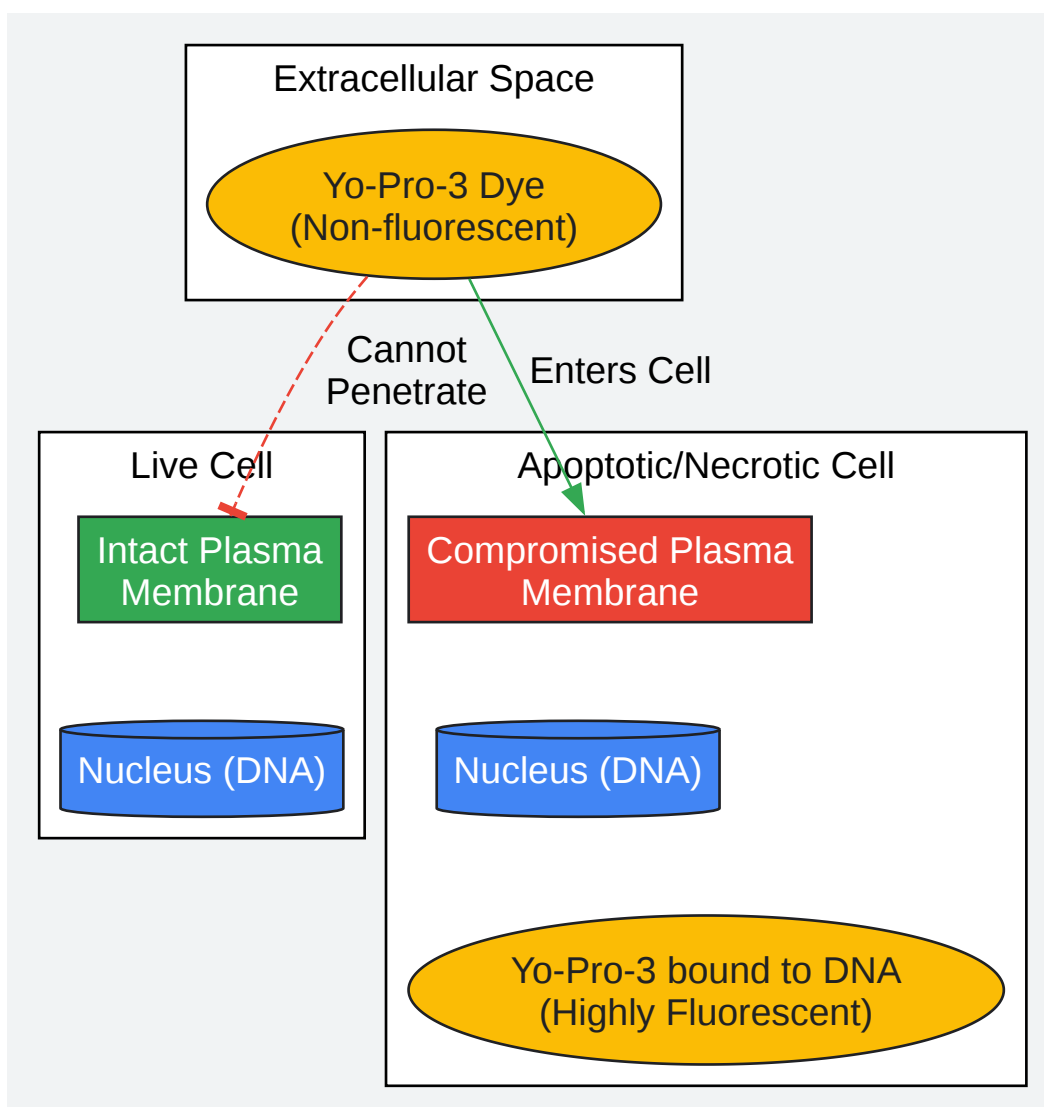 Extracellular Space
Yo-Pro-3 Dye
(Non-fluorescent)
Cannot
Penetrate
Enters Cell
Live Cell
Intact Plasma
Membrane
Nucleus (DNA)
Apoptotic/Necrotic Cell
Compromised Plasma
Membrane
Nucleus (DNA)
Yo-Pro-3 bound to DNA
(Highly Fluorescent)